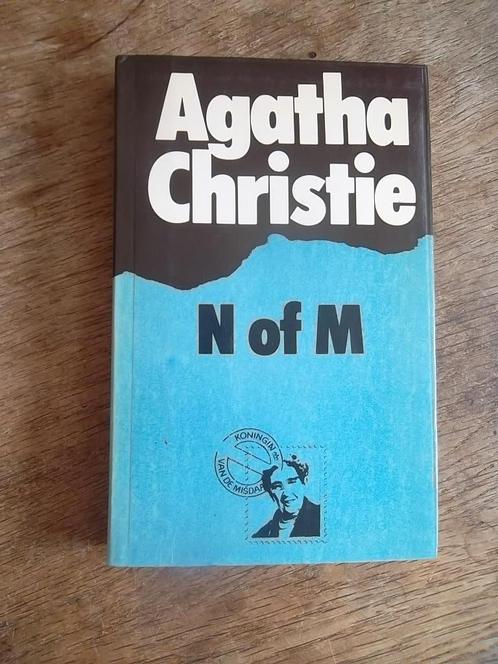 Agatha
Christie
N of M
KONINGIN
VAN DE MISDAAD